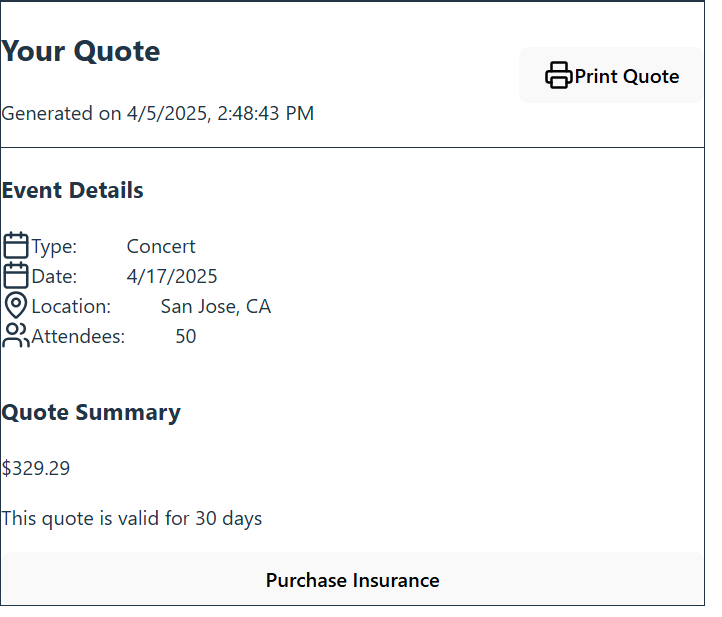 Your Quote
Print Quote
Generated on 4/5/2025, 2:48:43 PM
Event Details
Type: Concert
Date: 4/17/2025
Location: San Jose, CA
Attendees: 50
Quote Summary
$329.29
This quote is valid for 30 days
Purchase Insurance